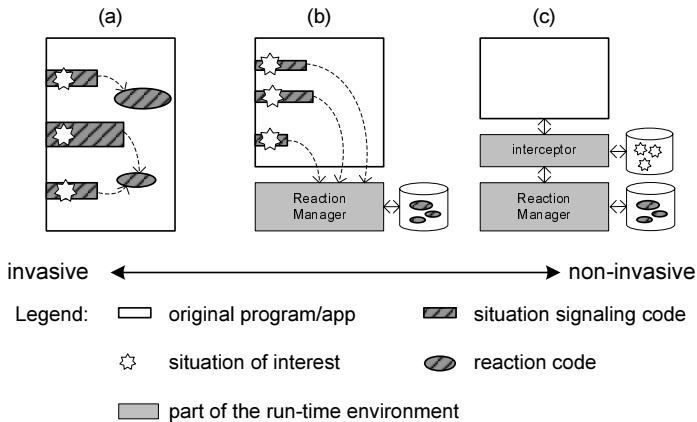 (a)
(b)
(c)
interceptor
Reaction
Manager
Reaction
Manager
invasive
non-invasive
Legend:
original program/app
situation signaling code
situation of interest
reaction code
part of the run-time environment